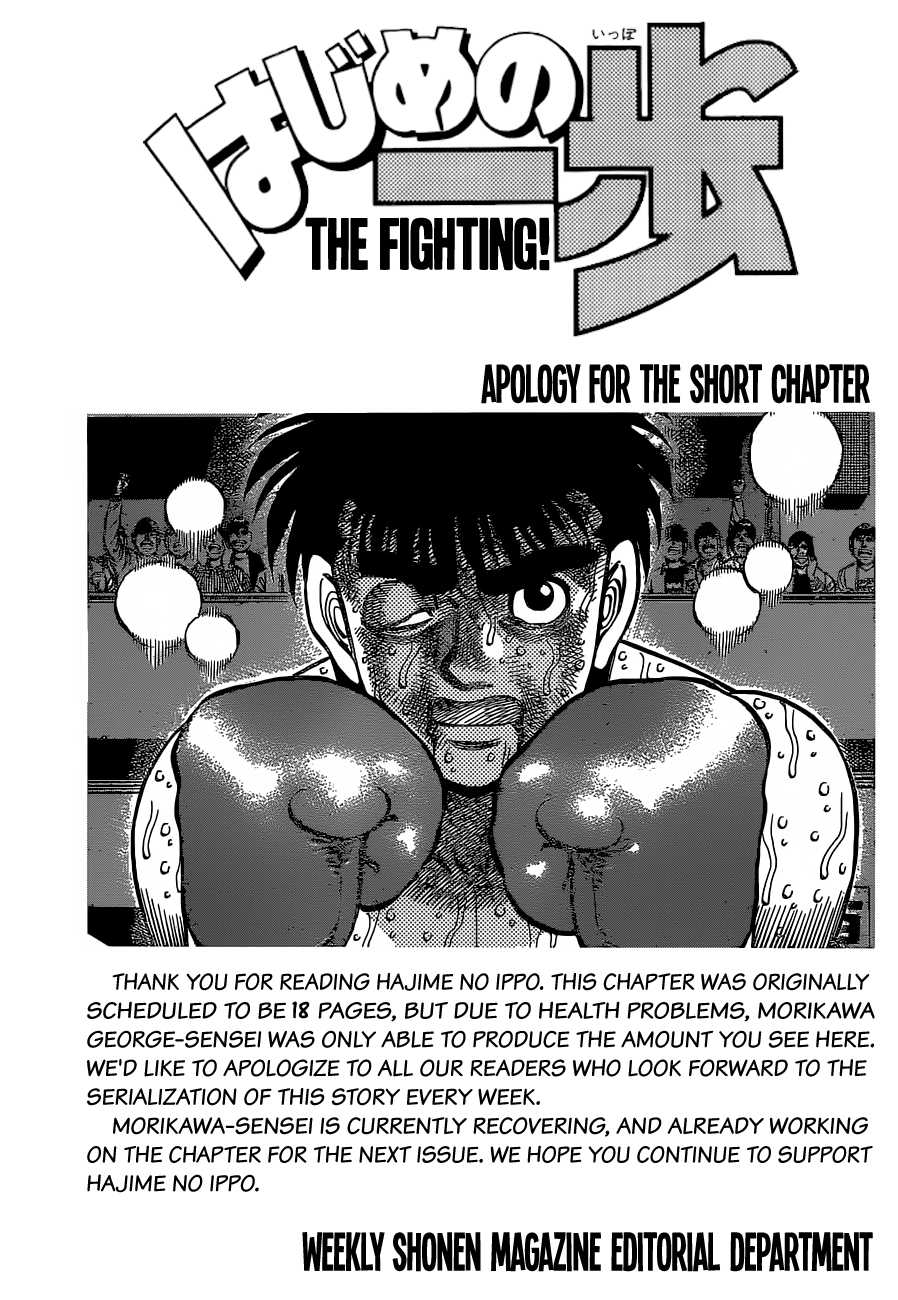 いっぽ
はじめの一歩
THE FIGHTING!
APOLOGY FOR THE SHORT CHAPTER
THANK YOU FOR READING HAJIME NO IPPO. THIS CHAPTER WAS ORIGINALLY
SCHEDULED TO BE 18 PAGES, BUT DUE TO HEALTH PROBLEMS, MORIKAWA
GEORGE-SENSEI WAS ONLY ABLE TO PRODUCE THE AMOUNT YOU SEE HERE.
WE'D LIKE TO APOLOGIZE TO ALL OUR READERS WHO LOOK FORWARD TO THE
SERIALIZATION OF THIS STORY EVERY WEEK.
MORIKAWA-SENSEI IS CURRENTLY RECOVERING, AND ALREADY WORKING
ON THE CHAPTER FOR THE NEXT ISSUE. WE HOPE YOU CONTINUE TO SUPPORT
HAJIME NO IPPO.
WEEKLY SHONEN MAGAZINE EDITORIAL DEPARTMENT